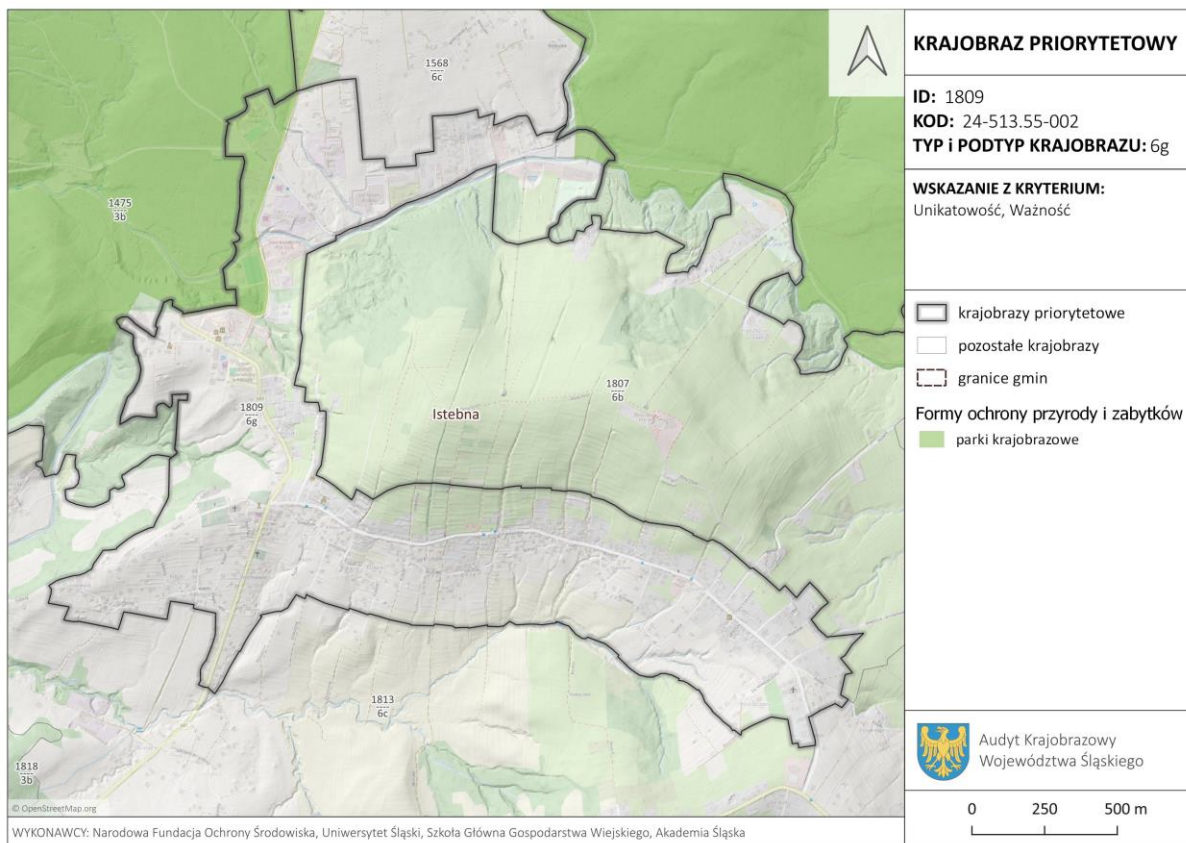 KRAJOBRAZ PRIORYTETOWY
ID: 1809
KOD: 24-513.55-002
TYP i PODTYP KRAJOBRAZU: 6g
WSKAZANIE Z KRYTERIUM:
Unikatowość, Ważność
krajobrazy priorytetowe
pozostałe krajobrazy
granice gmin
Formy ochrony przyrody i zabytków
parki krajobrazowe
Audyt Krajobrazowy
Województwa Śląskiego
0 250 500 m
1568
6c
1475
3b
1807
6b
Istebna
1809
6g
1813
6c
1818
3b
© OpenStreetMap.org
WYKONAWCY: Narodowa Fundacja Ochrony Środowiska, Uniwersytet Śląski, Szkoła Główna Gospodarstwa Wiejskiego, Akademia Śląska